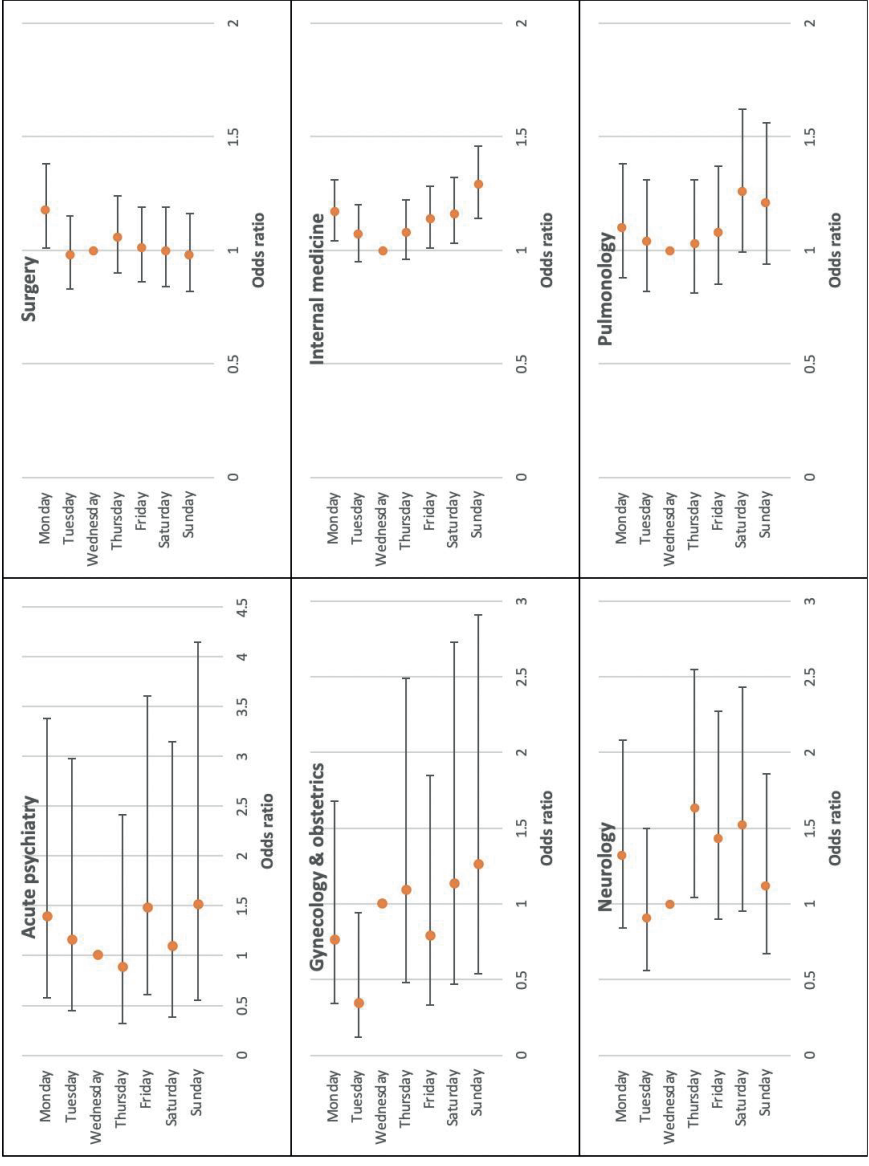 Acute psychiatry
Monday
Tuesday
Wednesday
Thursday
Friday
Saturday
Sunday
0 0.5 1 1.5 2 2.5 3 3.5 4 4.5
Odds ratio
Surgery
Monday
Tuesday
Wednesday
Thursday
Friday
Saturday
Sunday
0 0.5 1 1.5 2
Odds ratio
Gynecology & obstetrics
Monday
Tuesday
Wednesday
Thursday
Friday
Saturday
Sunday
0 0.5 1 1.5 2 2.5 3
Odds ratio
Internal medicine
Monday
Tuesday
Wednesday
Thursday
Friday
Saturday
Sunday
0 0.5 1 1.5 2
Odds ratio
Neurology
Monday
Tuesday
Wednesday
Thursday
Friday
Saturday
Sunday
0 0.5 1 1.5 2 2.5 3
Odds ratio
Pulmonology
Monday
Tuesday
Wednesday
Thursday
Friday
Saturday
Sunday
0 0.5 1 1.5 2
Odds ratio